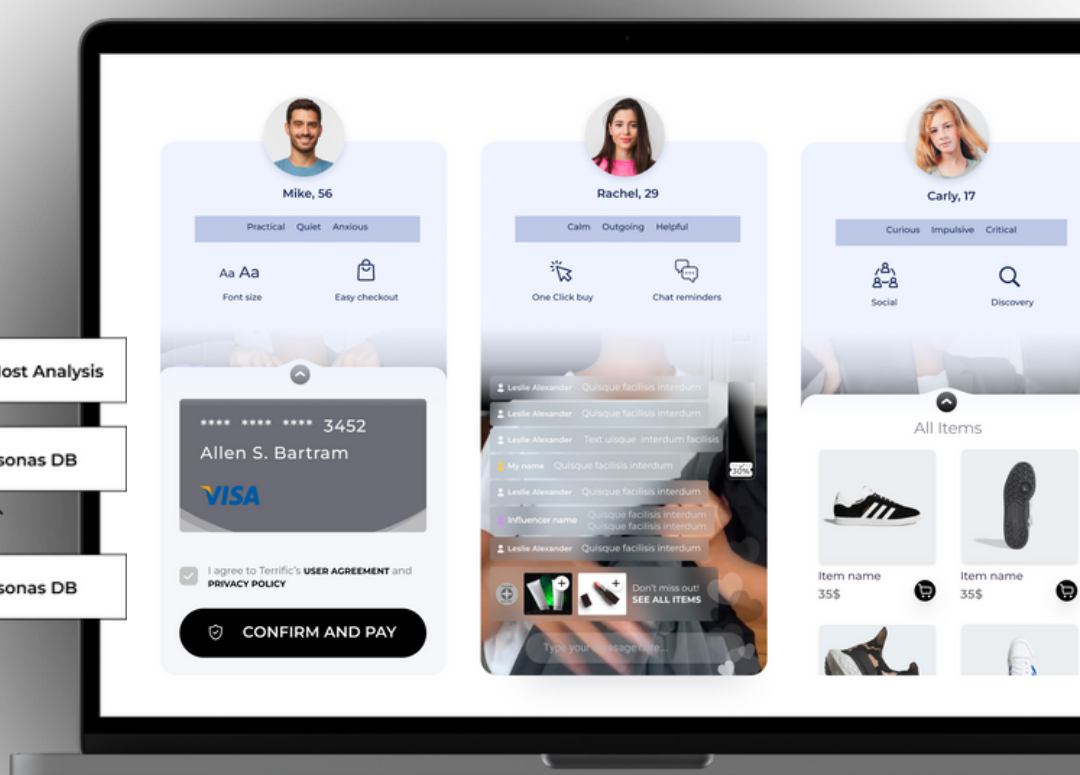 ost Analysis
sonas DB
sonas DB
Mike, 56
Practical Quiet Anxious
Aa Aa
Font size
Easy checkout
**** **** **** 3452
Allen S. Bartram
VISA
I agree to Terrific's USER AGREEMENT and
PRIVACY POLICY
CONFIRM AND PAY
Rachel, 29
Calm Outgoing Helpful
One Click buy
Chat reminders
Leslie Alexander Quisque facilisis interdum
Leslie Alexander Quisque facilisis interdum
Leslie Alexander Text uisque interdum facilisis
My name Quisque facilisis interdum
Leslie Alexander Quisque facilisis interdum
Influencer name Quisque facilisis interdum
Quisque facilisis interdum
Leslie Alexander Quisque facilisis interdum
30%
Don't miss out!
SEE ALL ITEMS
Type your message here...
Carly, 17
Curious Impulsive Critical
Social
Discovery
All Items
Item name
35$
Item name
35$